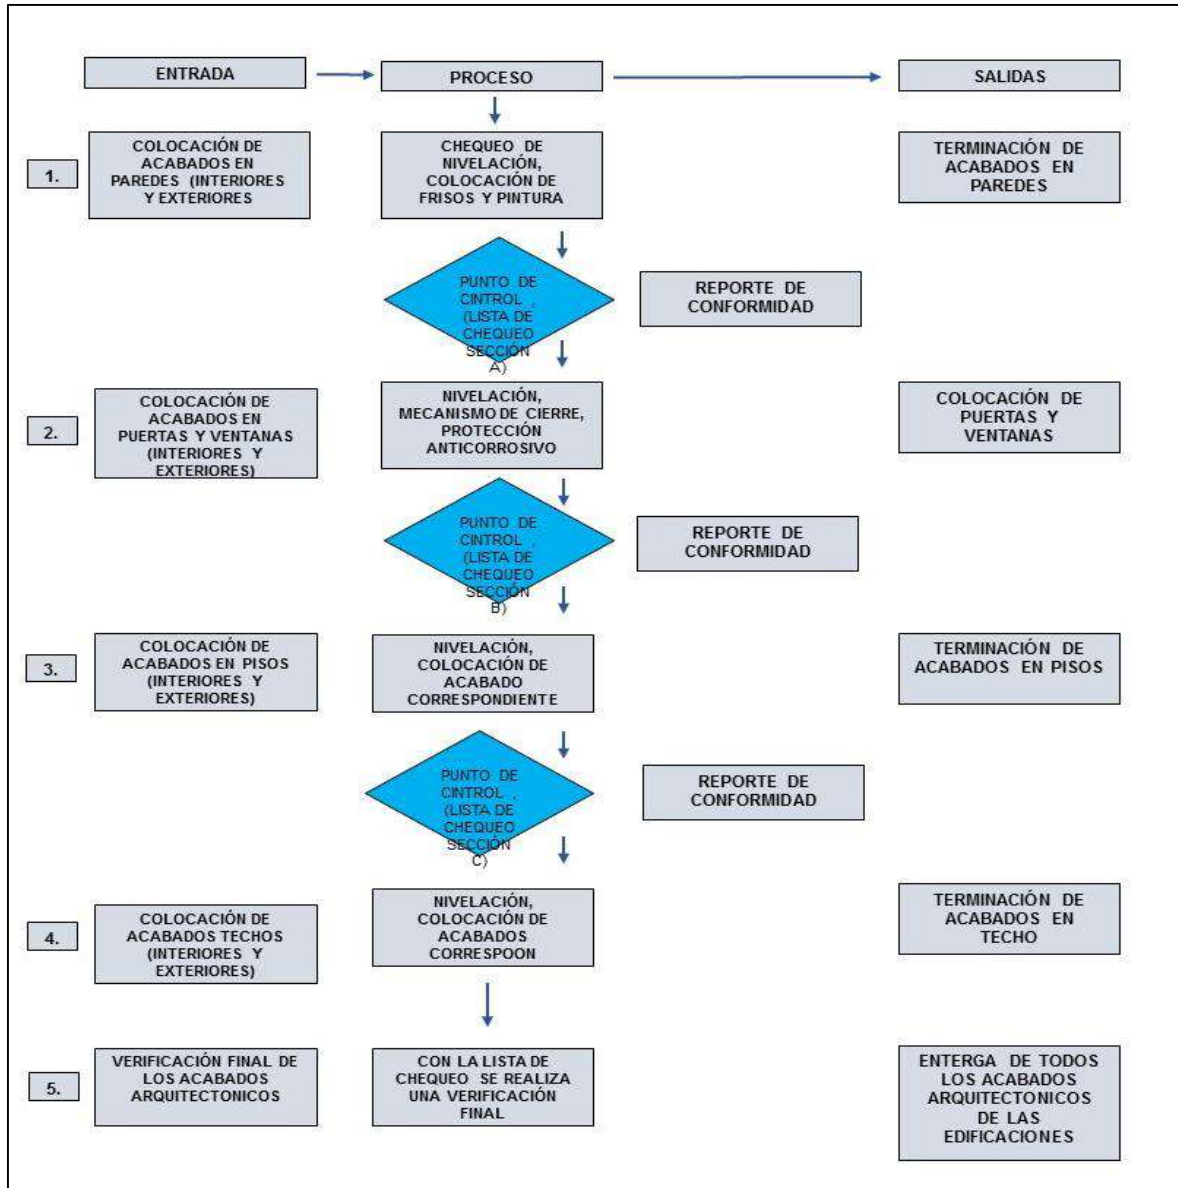 ENTRADA
PROCESO
SALIDAS
1.
COLOCACIÓN DE
ACABADOS EN
PAREDES (INTERIORES
Y EXTERIORES
CHEQUEO DE
NIVELACIÓN,
COLOCACIÓN DE
FRISOS Y PINTURA
TERMINACIÓN DE
ACABADOS EN
PAREDES
PUNTO DE
CINTROL ,
(LISTA DE
CHEQUEO
SECCIÓN
A)
REPORTE DE
CONFORMIDAD
2.
COLOCACIÓN DE
ACABADOS EN
PUERTAS Y VENTANAS
(INTERIORES Y
EXTERIORES)
NIVELACIÓN,
MECANISMO DE CIERRE,
PROTECCIÓN
ANTICORROSIVO
COLOCACIÓN DE
PUERTAS Y
VENTANAS
PUNTO DE
CINTROL ,
(LISTA DE
CHEQUEO
SECCIÓN
B)
REPORTE DE
CONFORMIDAD
3.
COLOCACIÓN DE
ACABADOS EN PISOS
(INTERIORES Y
EXTERIORES)
NIVELACIÓN,
COLOCACIÓN DE
ACABADO
CORRESPONDIENTE
TERMINACIÓN DE
ACABADOS EN PISOS
PUNTO DE
CINTROL ,
(LISTA DE
CHEQUEO
SECCIÓN
C)
REPORTE DE
CONFORMIDAD
4.
COLOCACIÓN DE
ACABADOS TECHOS
(INTERIORES Y
EXTERIORES)
NIVELACIÓN,
COLOCACIÓN DE
ACABADOS
CORRESPOON
TERMINACIÓN DE
ACABADOS EN
TECHO
5.
VERIFICACIÓN FINAL DE
LOS ACABADOS
ARQUITECTONICOS
CON LA LISTA DE
CHEQUEO SE REALIZA
UNA VERIFICACIÓN
FINAL
ENTERGA DE TODOS
LOS ACABADOS
ARQUITECTONICOS
DE LAS
EDIFICACIONES